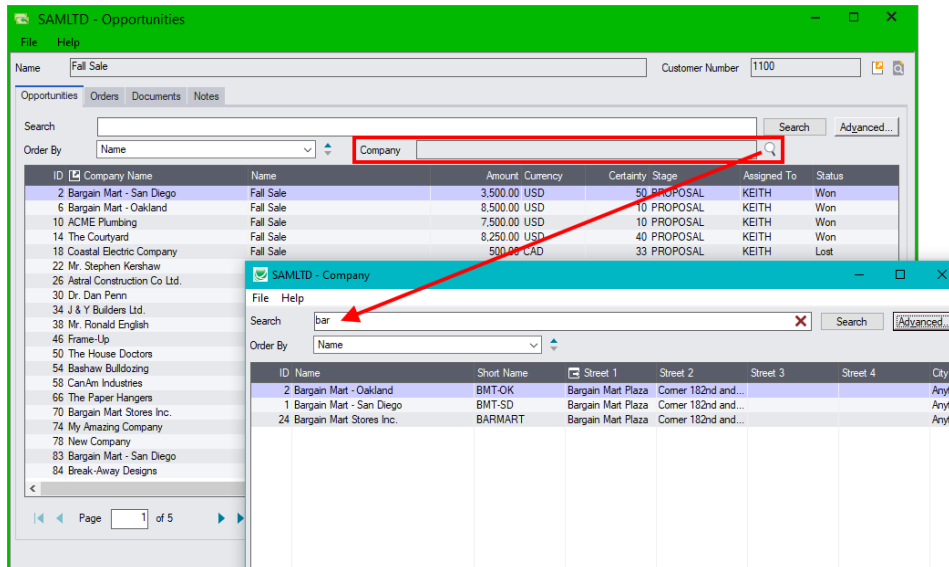 SAMLTD - Opportunities
File Help
Name Fall Sale Customer Number 1100
Opportunities Orders Documents Notes
Search Search Advanced...
Order By Name Company
ID Company Name Name Amount Currency Certainty Stage Assigned To Status
2 Bargain Mart - San Diego Fall Sale 3,500.00 USD 50 PROPOSAL KEITH Won
6 Bargain Mart - Oakland Fall Sale 8,500.00 USD 10 PROPOSAL KEITH Won
10 ACME Plumbing Fall Sale 7,500.00 USD 10 PROPOSAL KEITH Won
14 The Courtyard Fall Sale 8,250.00 USD 40 PROPOSAL KEITH Won
18 Coastal Electric Company Fall Sale 500.00 CAD 33 PROPOSAL KEITH Lost
22 Mr. Stephen Kershaw
26 Astral Construction Co Ltd.
30 Dr. Dan Penn
34 J & Y Builders Ltd.
38 Mr. Ronald English
46 Frame-Up
50 The House Doctors
54 Bashaw Bulldozing
58 CanAm Industries
66 The Paper Hangers
70 Bargain Mart Stores Inc.
74 My Amazing Company
78 New Company
83 Bargain Mart - San Diego
84 Break-Away Designs
Page 1 of 5
SAMLTD - Company
File Help
Search bar Search Advanced...
Order By Name
ID Name Short Name Street 1 Street 2 Street 3 Street 4 City
2 Bargain Mart - Oakland BMT-OK Bargain Mart Plaza Corner 182nd and...
1 Bargain Mart - San Diego BMT-SD Bargain Mart Plaza Corner 182nd and...
24 Bargain Mart Stores Inc. BARMART Bargain Mart Plaza Corner 182nd and...